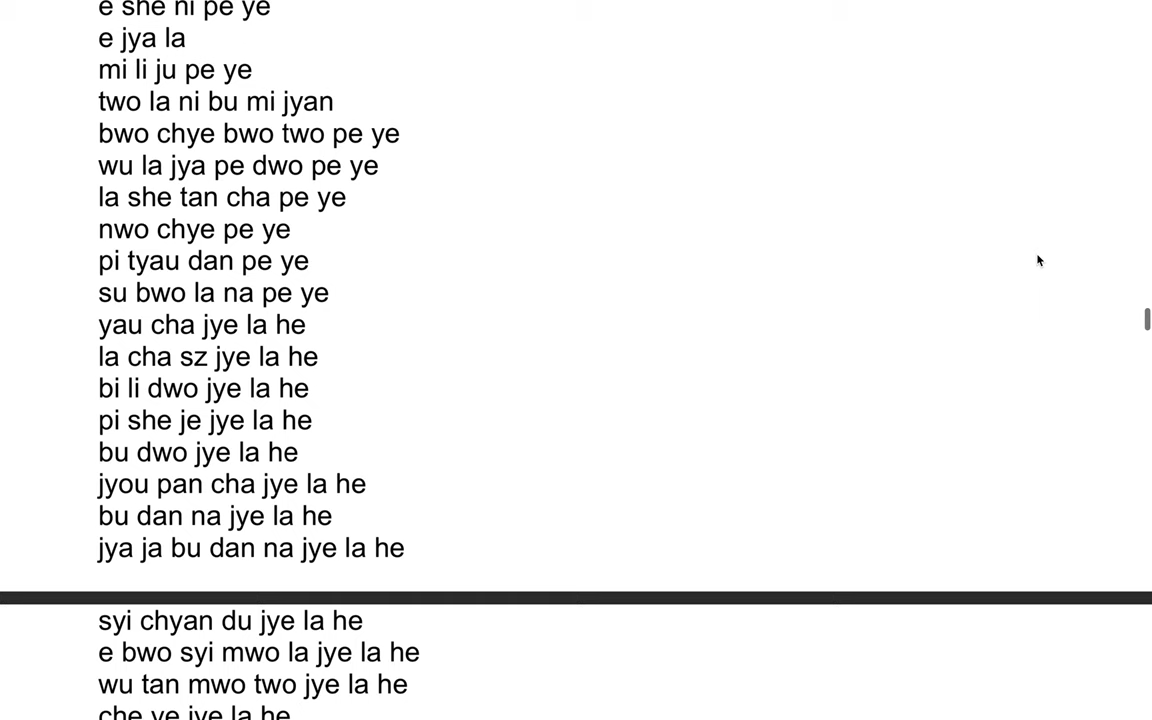 e she ni pe ye
e jya la
mi li ju pe ye
two la ni bu mi jyan
bwo chye bwo two pe ye
wu la jya pe dwo pe ye
la she tan cha pe ye
nwo chye pe ye
pi tyau dan pe ye
su bwo la na pe ye
yau cha jye la he
la cha sz jye la he
bi li dwo jye la he
pi she je jye la he
bu dwo jye la he
jyou pan cha jye la he
bu dan na jye la he
jya ja bu dan na jye la he
syi chyan du jye la he
e bwo syi mwo la jye la he
wu tan mwo two jye la he
che ye jye la he